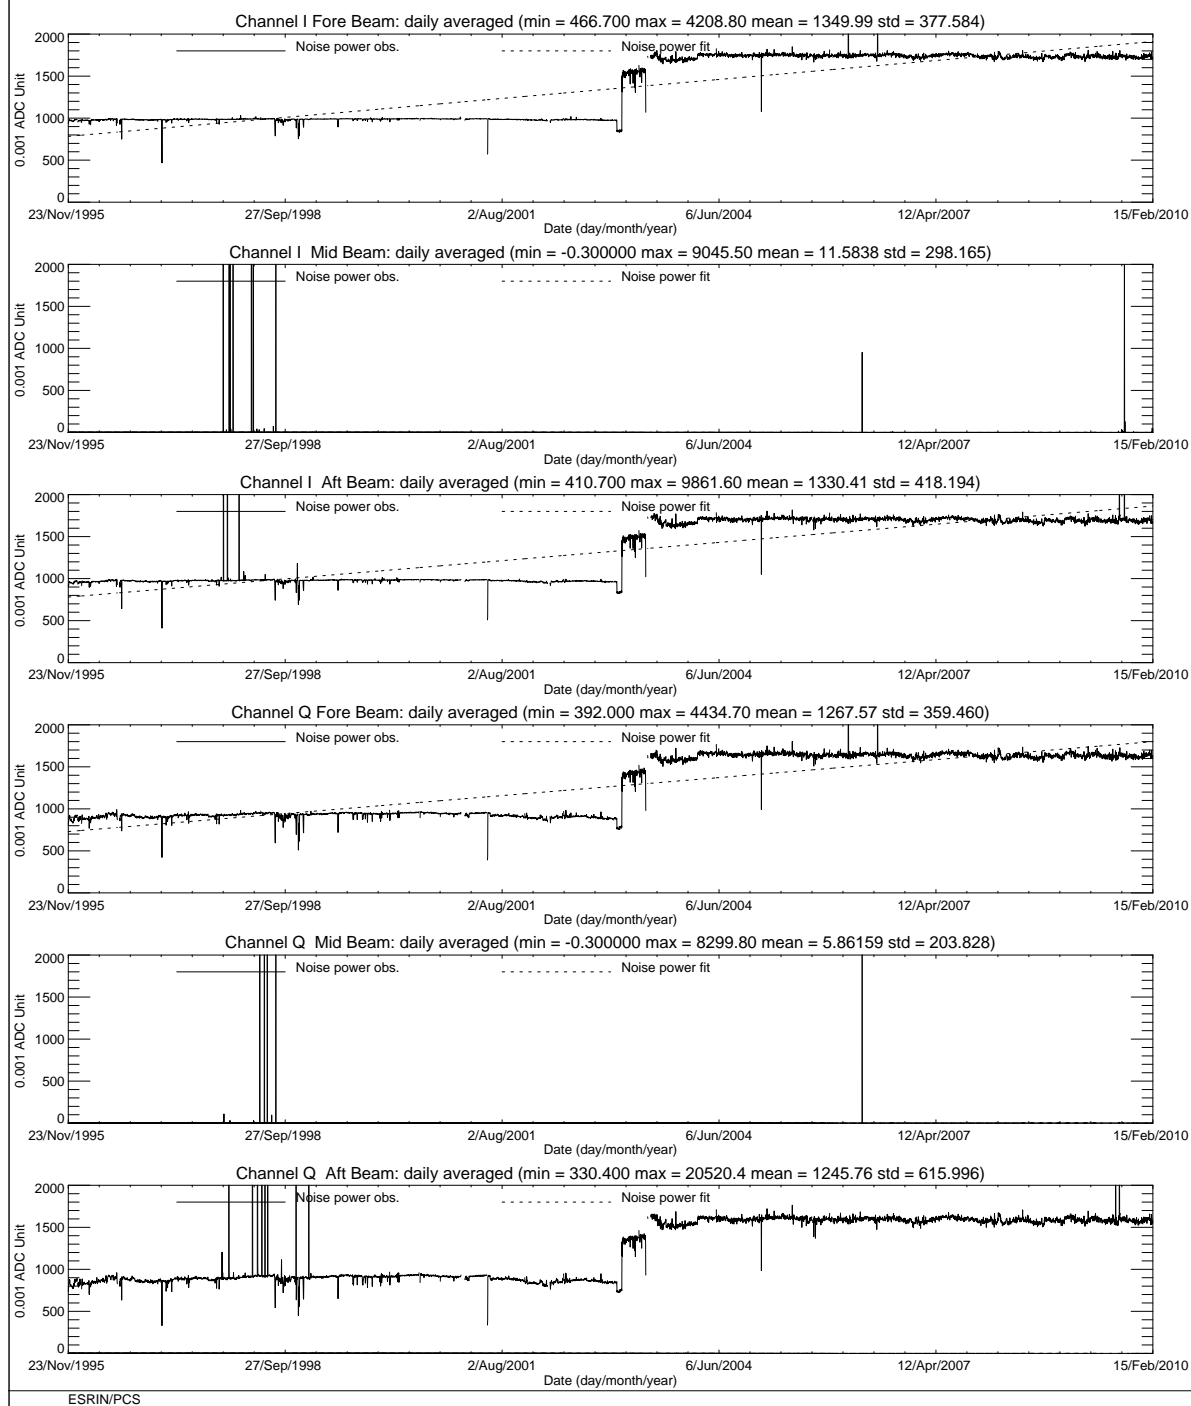 Channel I Fore Beam: daily averaged (min = 466.700 max = 4208.80 mean = 1349.99 std = 377.584)
Noise power obs. Noise power fit
2000
1500
1000
500
0
0.001 ADC Unit
23/Nov/1995 27/Sep/1998 2/Aug/2001 6/Jun/2004 12/Apr/2007 15/Feb/2010
Date (day/month/year)
Channel I Mid Beam: daily averaged (min = -0.300000 max = 9045.50 mean = 11.5838 std = 298.165)
Noise power obs. Noise power fit
2000
1500
1000
500
0
0.001 ADC Unit
23/Nov/1995 27/Sep/1998 2/Aug/2001 6/Jun/2004 12/Apr/2007 15/Feb/2010
Date (day/month/year)
Channel I Aft Beam: daily averaged (min = 410.700 max = 9861.60 mean = 1330.41 std = 418.194)
Noise power obs. Noise power fit
2000
1500
1000
500
0
0.001 ADC Unit
23/Nov/1995 27/Sep/1998 2/Aug/2001 6/Jun/2004 12/Apr/2007 15/Feb/2010
Date (day/month/year)
Channel Q Fore Beam: daily averaged (min = 392.000 max = 4434.70 mean = 1267.57 std = 359.460)
Noise power obs. Noise power fit
2000
1500
1000
500
0
0.001 ADC Unit
23/Nov/1995 27/Sep/1998 2/Aug/2001 6/Jun/2004 12/Apr/2007 15/Feb/2010
Date (day/month/year)
Channel Q Mid Beam: daily averaged (min = -0.300000 max = 8299.80 mean = 5.86159 std = 203.828)
Noise power obs. Noise power fit
2000
1500
1000
500
0
0.001 ADC Unit
23/Nov/1995 27/Sep/1998 2/Aug/2001 6/Jun/2004 12/Apr/2007 15/Feb/2010
Date (day/month/year)
Channel Q Aft Beam: daily averaged (min = 330.400 max = 20520.4 mean = 1245.76 std = 615.996)
Noise power obs. Noise power fit
2000
1500
1000
500
0
0.001 ADC Unit
23/Nov/1995 27/Sep/1998 2/Aug/2001 6/Jun/2004 12/Apr/2007 15/Feb/2010
Date (day/month/year)
ESRIN/PCS